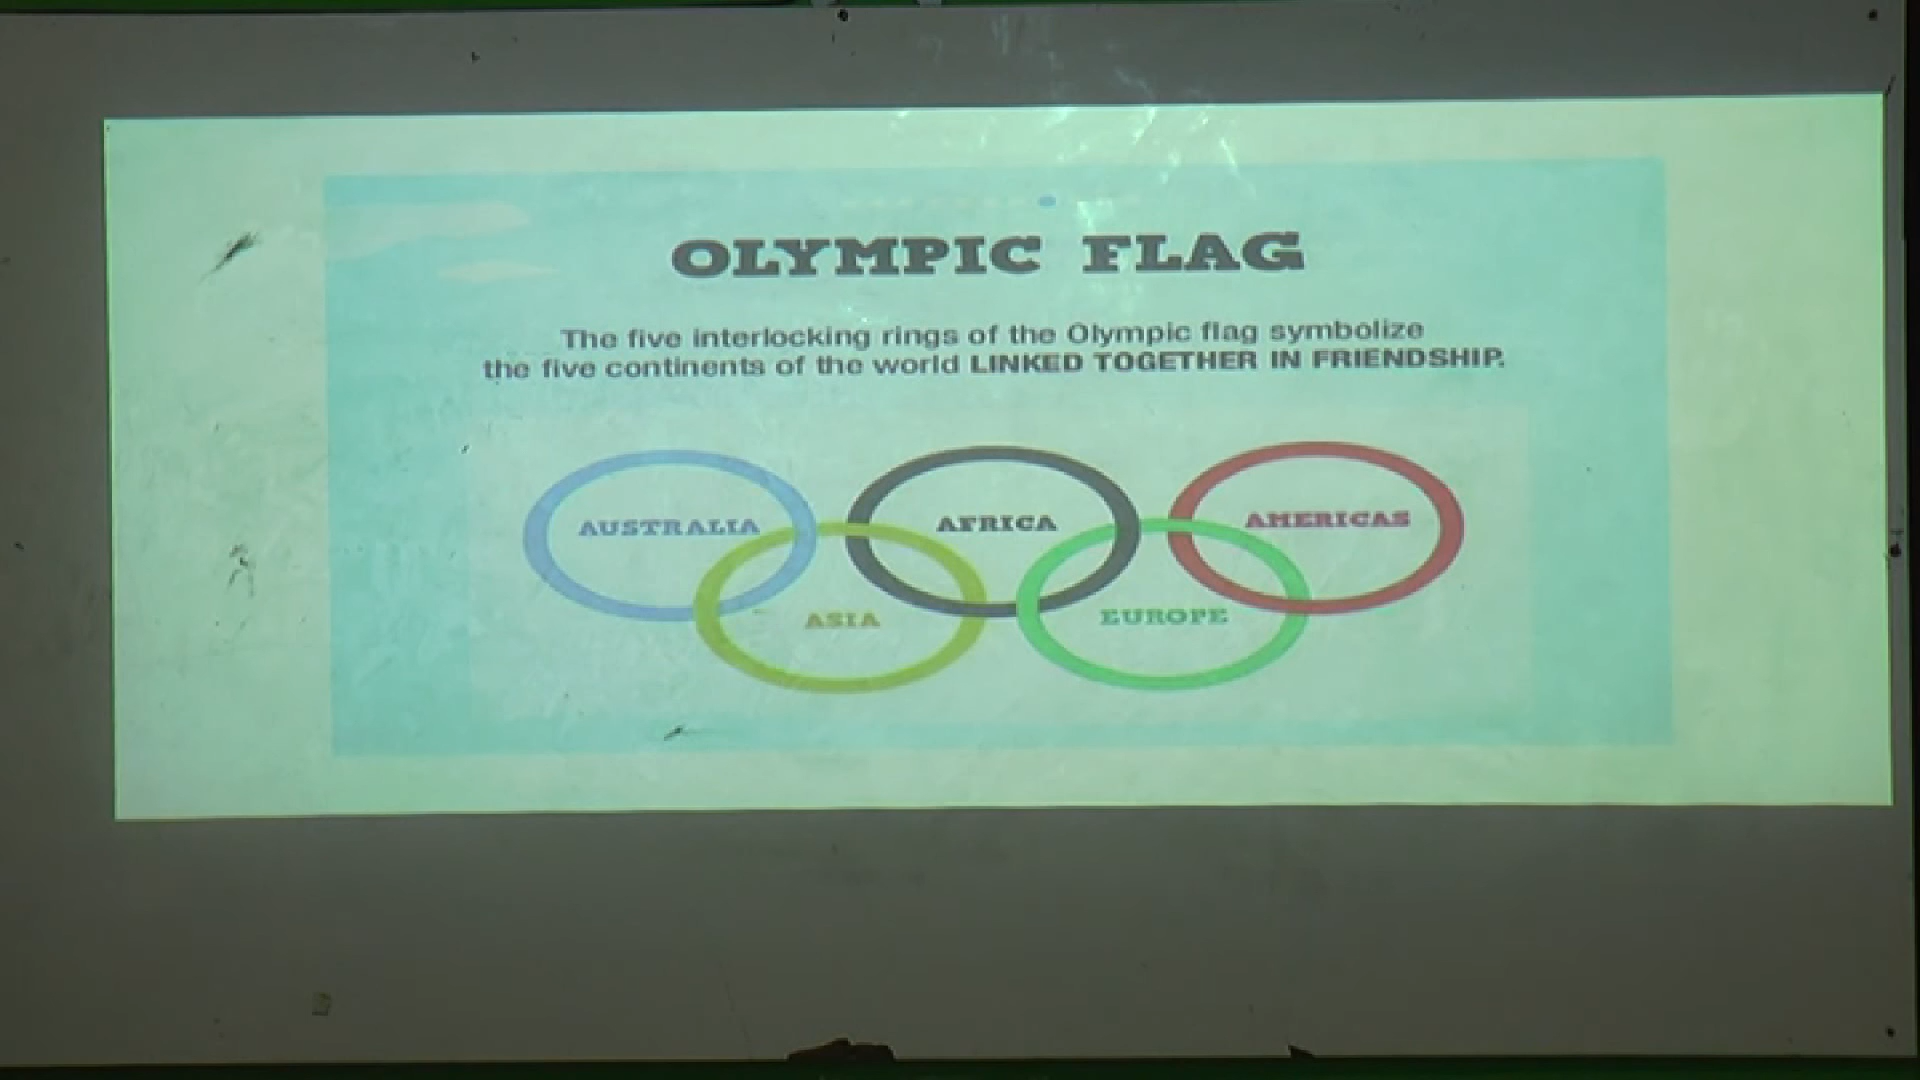 OLYMPIC FLAG
The five interlocking rings of the Olympic flag symbolize
the five continents of the world LINKED TOGETHER IN FRIENDSHIP.
AUSTRALIA
AFRICA
AMERICAS
ASIA
EUROPE